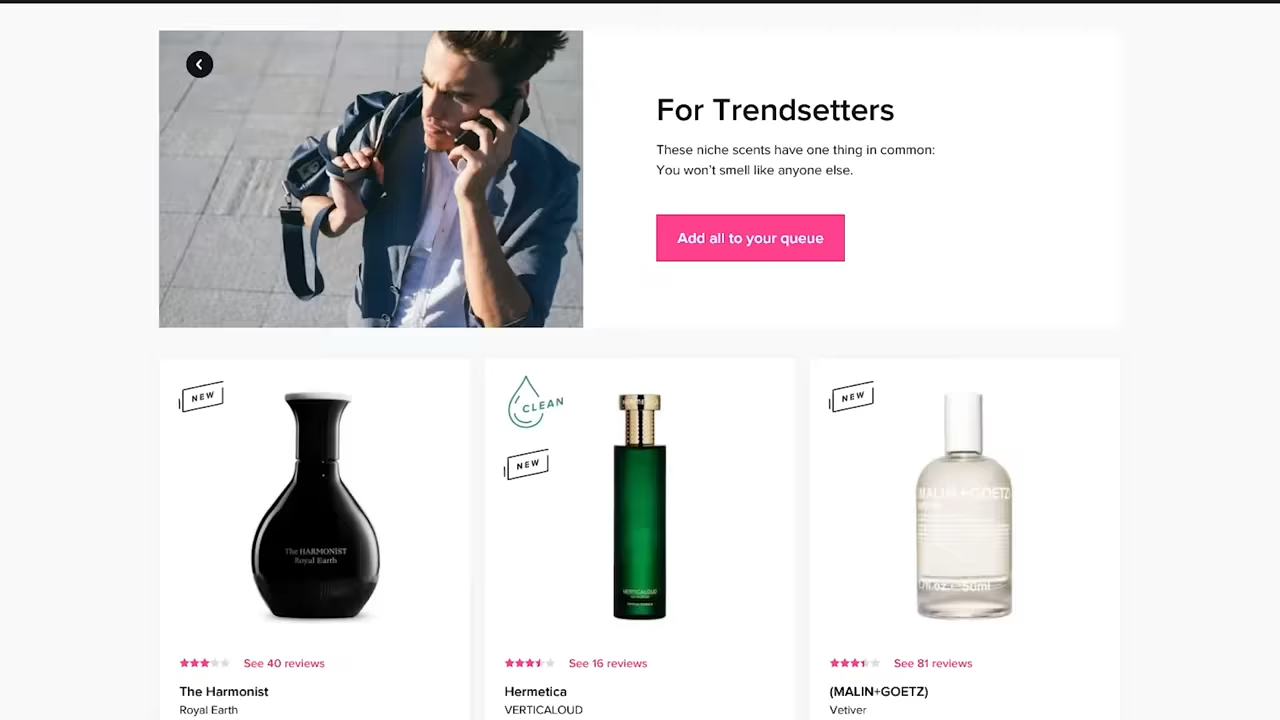 For Trendsetters
These niche scents have one thing in common:
You won't smell like anyone else.
Add all to your queue
NEW
The HARMONIST
Royal Earth
See 40 reviews
The Harmonist
Royal Earth
CLEAN
NEW
VERTICALOUD
See 16 reviews
Hermetica
VERTICALOUD
NEW
MALIN+GOETZ
50ml
See 81 reviews
(MALIN+GOETZ)
Vetiver